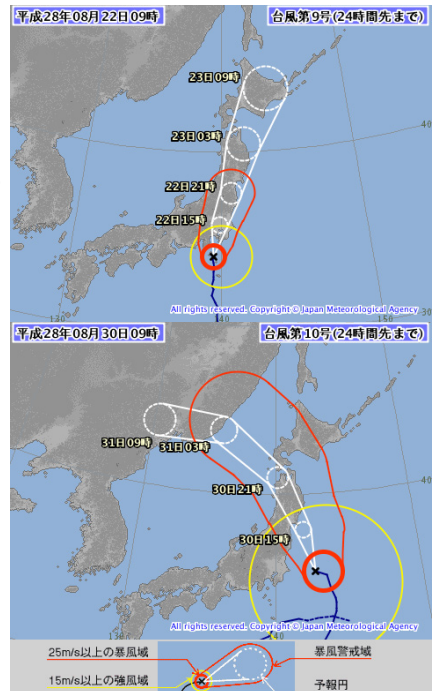 平成28年08月22日09時
台風第9号(24時間先まで)
23日09時
23日03時
22日21時
22日15時
140
150
130
All rights reserved. Copyright © Japan Meteorological Agency
平成28年08月30日09時
台風第10号(24時間先まで)
31日09時
31日03時
30日21時
30日15時
130
140
All rights reserved. Copyright © Japan Meteorological Agency
25m/s以上の暴風域
暴風警戒域
15m/s以上の強風域
予報円